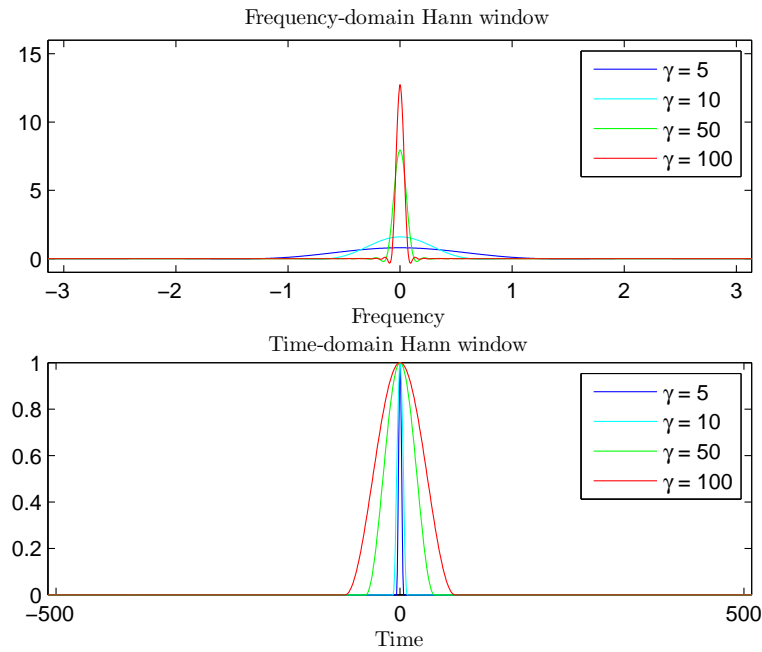 Frequency-domain Hann window
15
10
5
0
γ = 5
γ = 10
γ = 50
γ = 100
−3 −2 −1 0 1 2 3
Frequency
Time-domain Hann window
1
0.8
0.6
0.4
0.2
0
γ = 5
γ = 10
γ = 50
γ = 100
−500 0 500
Time